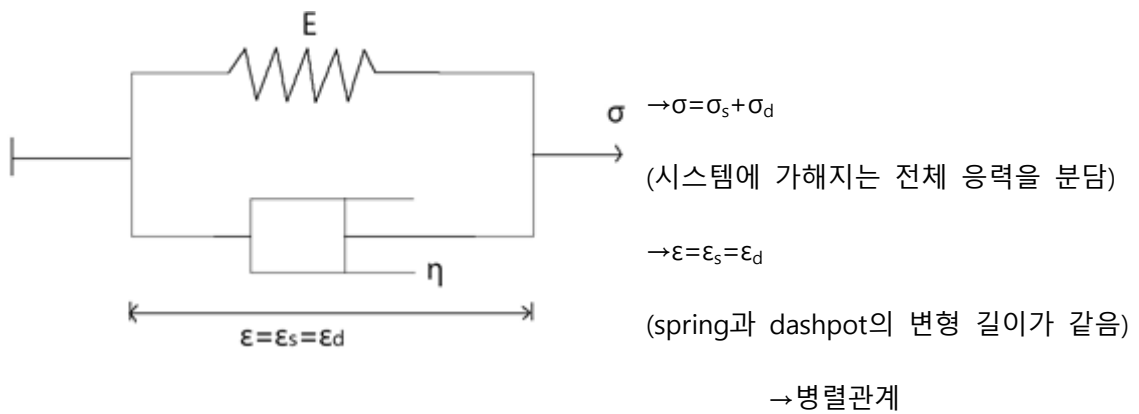 E
σ
η
ε=εs=εd
→σ=σs+σd
(시스템에 가해지는 전체 응력을 분담)
→ε=εs=εd
(spring과 dashpot의 변형 길이가 같음)
→병렬관계